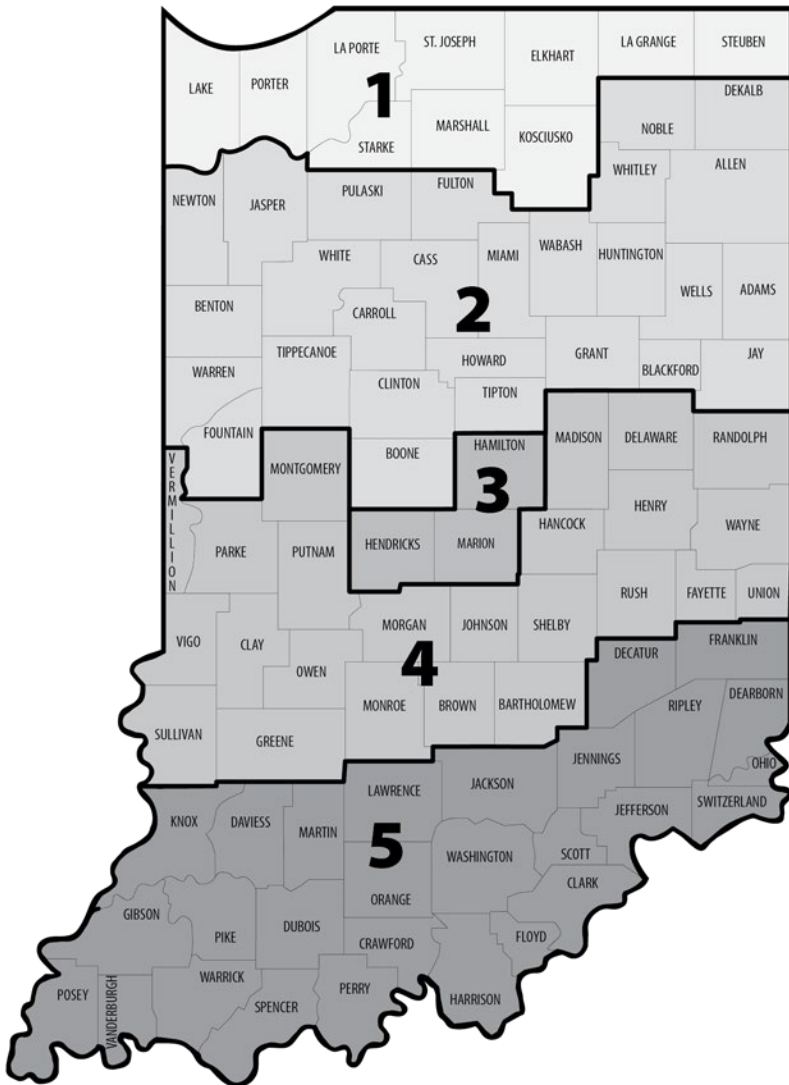 LA PORTE
ST. JOSEPH
LA GRANGE
STEUBEN
ELKHART
LAKE
PORTER
1
DEKALB
MARSHALL
NOBLE
STARKE
KOSCIUSKO
WHITLEY
ALLEN
NEWTON
JASPER
PULASKI
FULTON
WHITE
CASS
MIAMI
WABASH
HUNTINGTON
WELLS
ADAMS
BENTON
CARROLL
2
TIPPECANOE
HOWARD
GRANT
JAY
WARREN
CLINTON
TIPTON
BLACKFORD
FOUNTAIN
BOONE
HAMILTON
MADISON
DELAWARE
RANDOLPH
VERMILLION
MONTGOMERY
3
HENRY
HANCOCK
WAYNE
PARKE
PUTNAM
HENDRICKS
MARION
RUSH
FAYETTE
UNION
VIGO
CLAY
MORGAN
JOHNSON
SHELBY
FRANKLIN
OWEN
4
DECATUR
SULLIVAN
GREENE
MONROE
BROWN
BARTHOLOMEW
RIPLEY
DEARBORN
JENNINGS
OHIO
LAWRENCE
JACKSON
SWITZERLAND
KNOX
DAVIESS
MARTIN
JEFFERSON
5
WASHINGTON
SCOTT
CLARK
GIBSON
PIKE
DUBOIS
ORANGE
FLOYD
CRAWFORD
POSEY
VANDERBURGH
WARRICK
SPENCER
PERRY
HARRISON